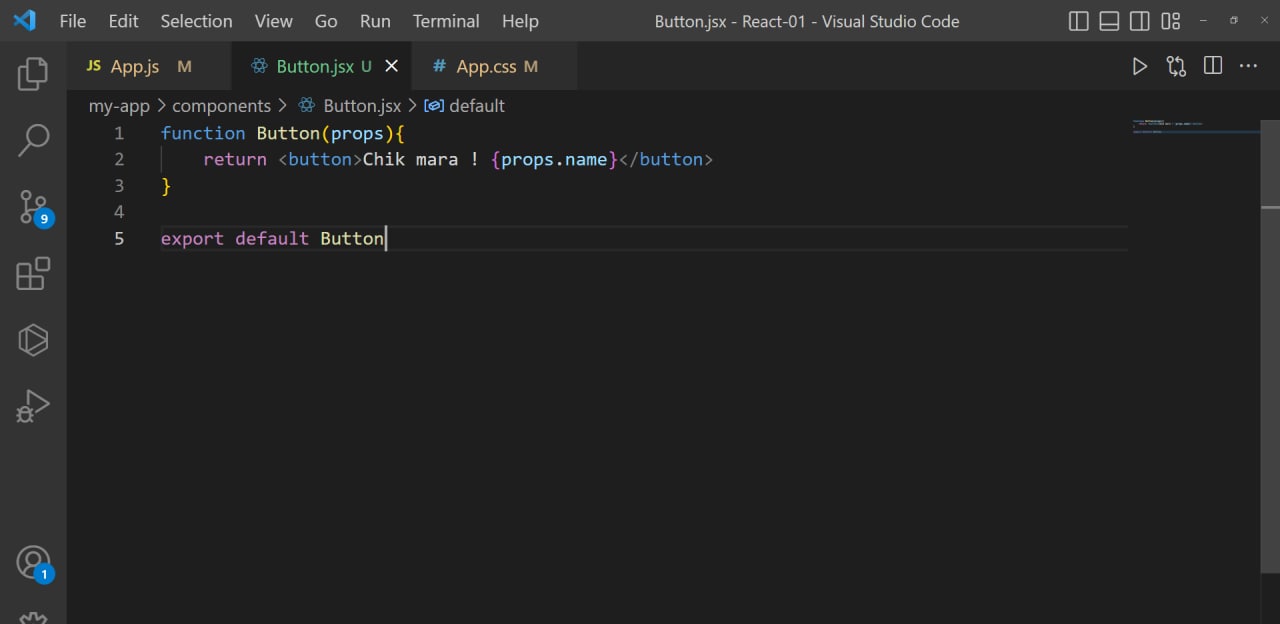 File Edit Selection View Go Run Terminal Help Button.jsx - React-01 - Visual Studio Code
JS App.js M Button.jsx U # App.css M
my-app > components > Button.jsx > default
1 function Button(props){
2 return <button>Chik mara ! {props.name}</button>
3 }
4
5 export default Button
9
1